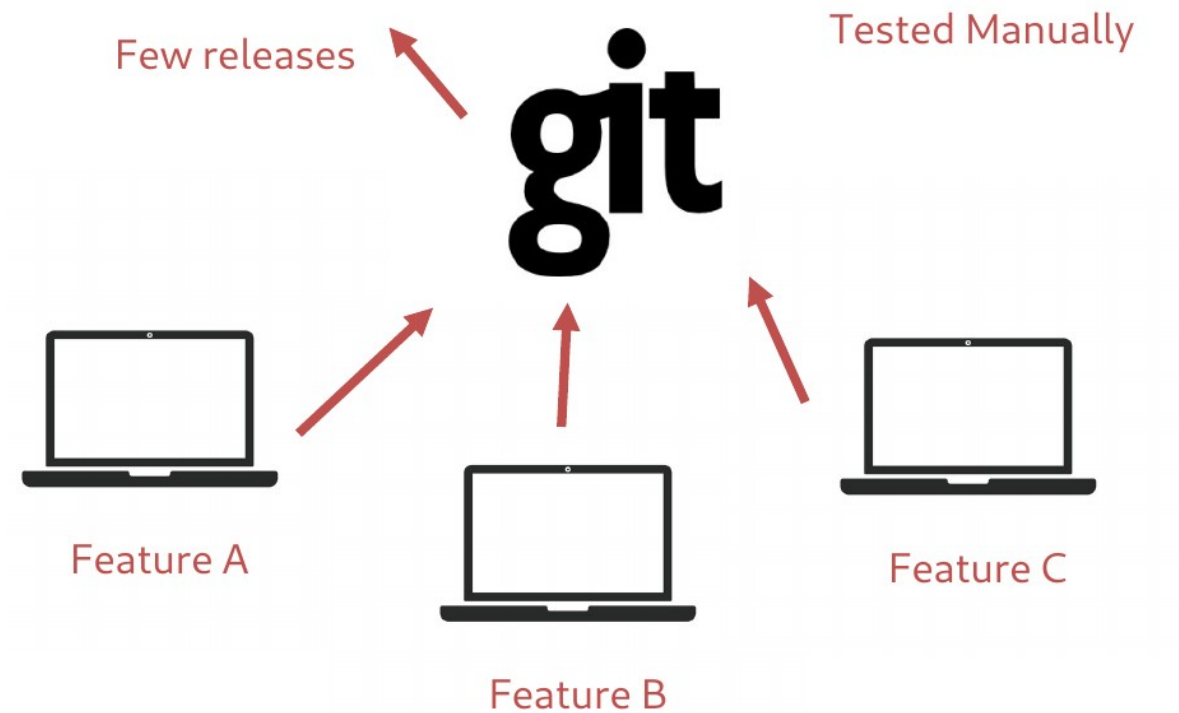 Few releases
Tested Manually
git
Feature A
Feature C
Feature B